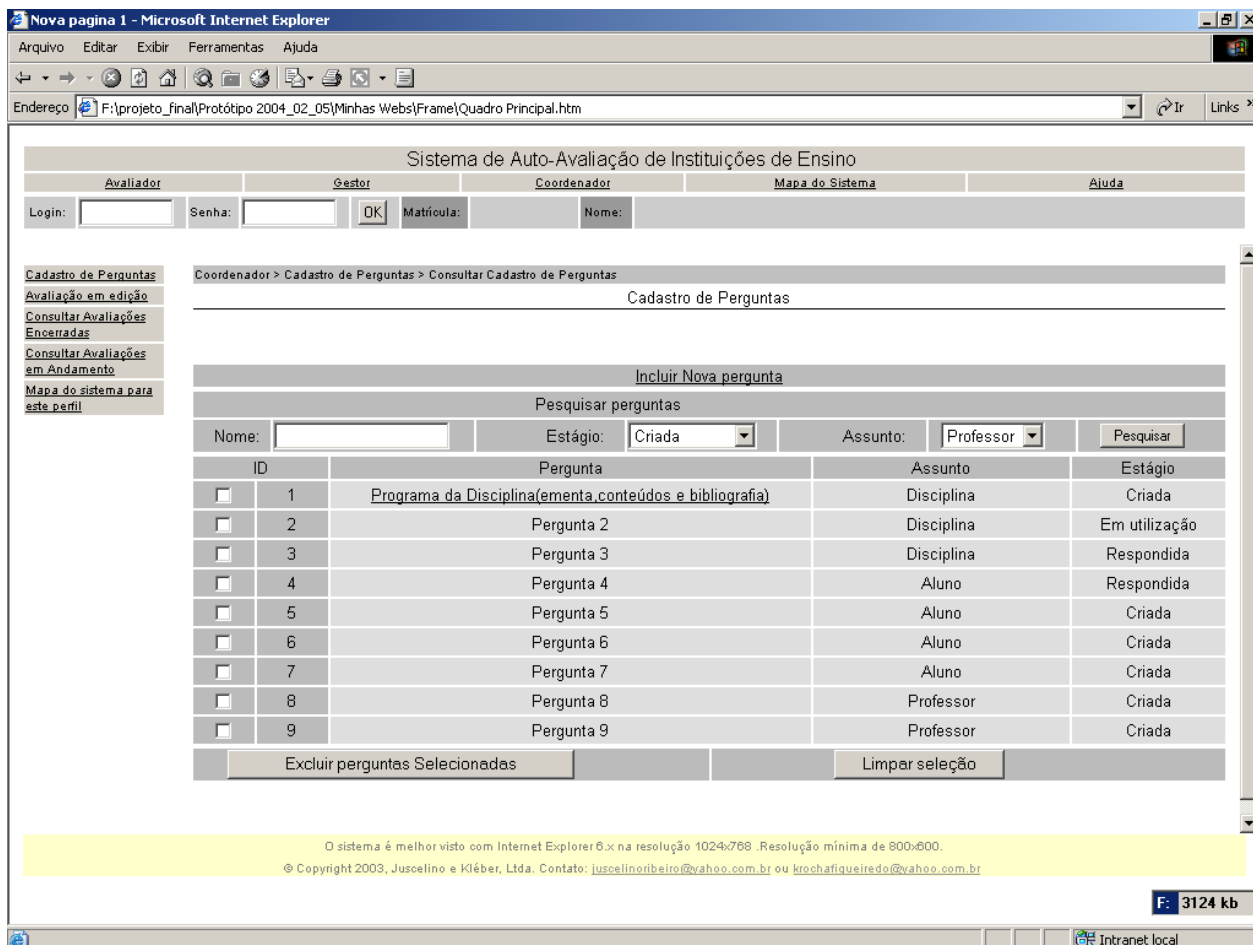 Nova pagina 1 - Microsoft Internet Explorer
Arquivo Editar Exibir Ferramentas Ajuda
Endereço F:\projeto_final\Protótipo 2004_02_05\Minhas Webs\Frame\Quadro Principal.htm Ir Links »
Sistema de Auto-Avaliação de Instituições de Ensino
Avaliador Gestor Coordenador Mapa do Sistema Ajuda
Login: Senha: OK Matrícula: Nome:
Cadastro de Perguntas
Avaliação em edição
Consultar Avaliações
Encerradas
Consultar Avaliações
em Andamento
Mapa do sistema para
este perfil
Coordenador > Cadastro de Perguntas > Consultar Cadastro de Perguntas
Cadastro de Perguntas
Incluir Nova pergunta
Pesquisar perguntas
Nome: Estágio: Criada Assunto: Professor Pesquisar
ID Pergunta Assunto Estágio
1 Programa da Disciplina(ementa,conteúdos e bibliografia) Disciplina Criada
2 Pergunta 2 Disciplina Em utilização
3 Pergunta 3 Disciplina Respondida
4 Pergunta 4 Aluno Respondida
5 Pergunta 5 Aluno Criada
6 Pergunta 6 Aluno Criada
7 Pergunta 7 Aluno Criada
8 Pergunta 8 Professor Criada
9 Pergunta 9 Professor Criada
Excluir perguntas Selecionadas Limpar seleção
O sistema é melhor visto com Internet Explorer 6.x na resolução 1024x768 .Resolução mínima de 800x600.
© Copyright 2003, Juscelino e Kléber, Ltda. Contato: juscelinoribeiro@yahoo.com.br ou krochafigueiredo@yahoo.com.br
F: 3124 kb
Intranet local